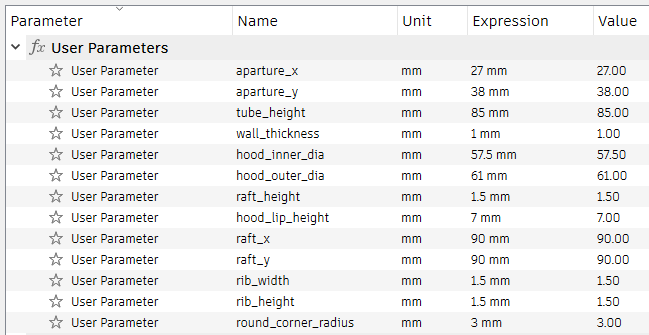 Parameter Name Unit Expression Value
fx User Parameters
User Parameter aparture_x mm 27 mm 27.00
User Parameter aparture_y mm 38 mm 38.00
User Parameter tube_height mm 85 mm 85.00
User Parameter wall_thickness mm 1 mm 1.00
User Parameter hood_inner_dia mm 57.5 mm 57.50
User Parameter hood_outer_dia mm 61 mm 61.00
User Parameter raft_height mm 1.5 mm 1.50
User Parameter hood_lip_height mm 7 mm 7.00
User Parameter raft_x mm 90 mm 90.00
User Parameter raft_y mm 90 mm 90.00
User Parameter rib_width mm 1.5 mm 1.50
User Parameter rib_height mm 1.5 mm 1.50
User Parameter round_corner_radius mm 3 mm 3.00